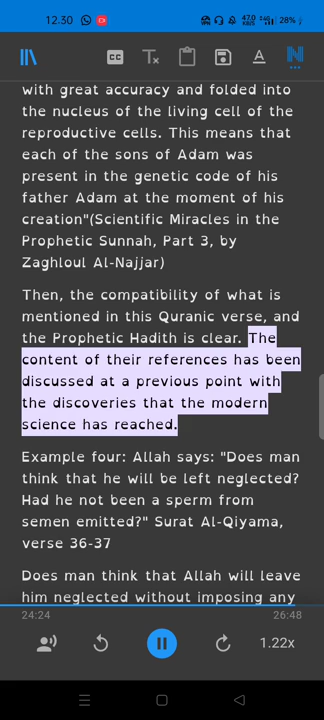 12.30 47.0 KB/S 28%
CC T A N
with great accuracy and folded into
the nucleus of the living cell of the
reproductive cells. This means that
each of the sons of Adam was
present in the genetic code of his
father Adam at the moment of his
creation"(Scientific Miracles in the
Prophetic Sunnah, Part 3, by
Zaghloul Al-Najjar)
Then, the compatibility of what is
mentioned in this Quranic verse, and
the Prophetic Hadith is clear. The
content of their references has been
discussed at a previous point with
the discoveries that the modern
science has reached.
Example four: Allah says: "Does man
think that he will be left neglected?
Had he not been a sperm from
semen emitted?" Surat Al-Qiyama,
verse 36-37
Does man think that Allah will leave
him neglected without imposing any
24:24 26:48
1.22x